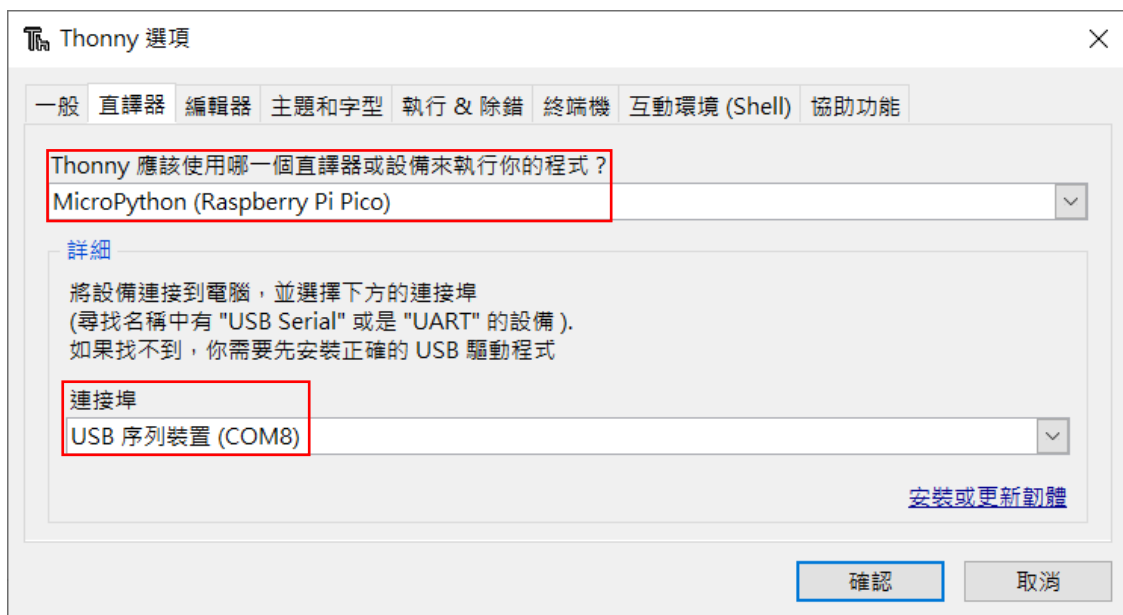 Thonny 選項
一般 直譯器 編輯器 主題和字型 執行 & 除錯 終端機 互動環境 (Shell) 協助功能
Thonny 應該使用哪一個直譯器或設備來執行你的程式？
MicroPython (Raspberry Pi Pico)
詳細
將設備連接到電腦，並選擇下方的連接埠
(尋找名稱中有 "USB Serial" 或是 "UART" 的設備 ).
如果找不到，你需要先安裝正確的 USB 驅動程式
連接埠
USB 序列裝置 (COM8)
安裝或更新韌體
確認 取消